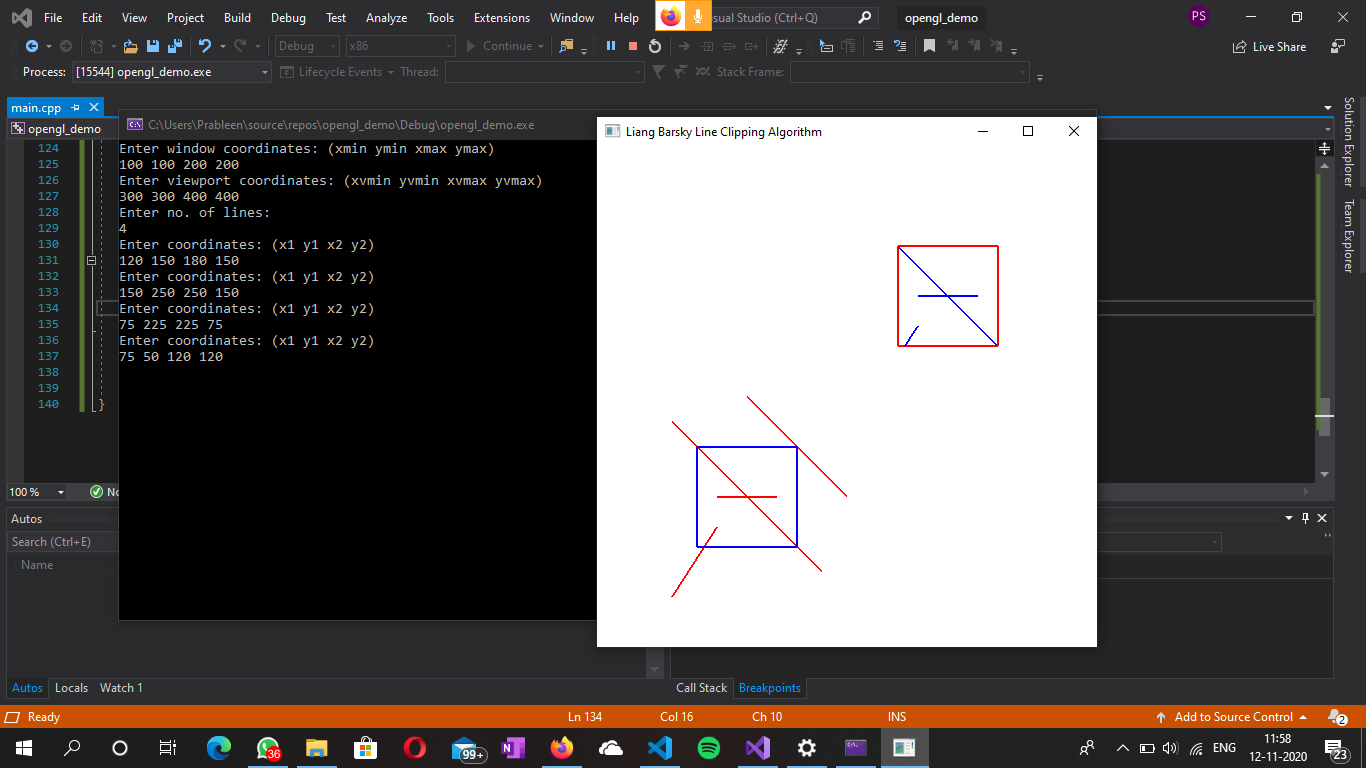 File Edit View Project Build Debug Test Analyze Tools Extensions Window Help
sual Studio (Ctrl+Q)
opengl_demo
PS
Debug x86 Continue
Live Share
Process: [15544] opengl_demo.exe Lifecycle Events Thread: Stack Frame:
main.cpp
opengl_demo
C:\Users\Prableen\source\repos\opengl_demo\Debug\opengl_demo.exe
Liang Barsky Line Clipping Algorithm
124
125
126
127
128
129
130
131
132
133
134
135
136
137
138
139
140 }
Enter window coordinates: (xmin ymin xmax ymax)
100 100 200 200
Enter viewport coordinates: (xvmin yvmin xvmax yvmax)
300 300 400 400
Enter no. of lines:
4
Enter coordinates: (x1 y1 x2 y2)
120 150 180 150
Enter coordinates: (x1 y1 x2 y2)
150 250 250 150
Enter coordinates: (x1 y1 x2 y2)
75 225 225 75
Enter coordinates: (x1 y1 x2 y2)
75 50 120 120
Solution Explorer
Team Explorer
100 % No
Autos
Search (Ctrl+E)
Name
Autos Locals Watch 1
Call Stack Breakpoints
Ready Ln 134 Col 16 Ch 10 INS Add to Source Control 2
36
99+
ENG
11:58
12-11-2020
23